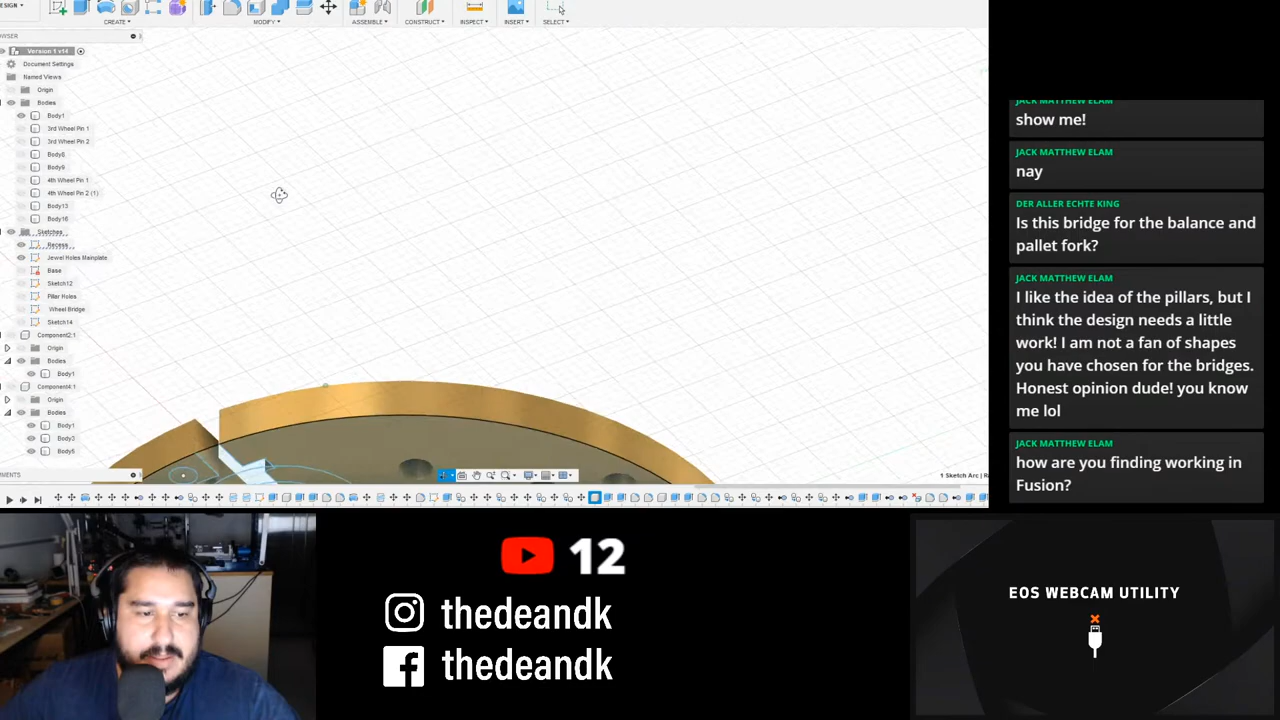 ESIGN
CREATE
MODIFY
ASSEMBLE
CONSTRUCT
INSPECT
INSERT
SELECT
Version 1 v14
Document Settings
Named Views
Origin
Bodies
Body1
3rd Wheel Pin 1
3rd Wheel Pin 2
Body8
Body9
4th Wheel Pin 1
4th Wheel Pin 2 (1)
Body13
Body16
Sketches
Recess
Jewel Holes Mainplate
Base
Sketch12
Pillar Holes
Wheel Bridge
Sketch14
Component2:1
Origin
Bodies
Body1
Component4:1
Origin
Bodies
Body1
Body3
Body5
MENTS
1 Sketch Arc | R
JACK MATTHEW ELAM
show me!
JACK MATTHEW ELAM
nay
DER ALLER ECHTE KING
Is this bridge for the balance and
pallet fork?
JACK MATTHEW ELAM
I like the idea of the pillars, but I
think the design needs a little
work! I am not a fan of shapes
you have chosen for the bridges.
Honest opinion dude! you know
me lol
JACK MATTHEW ELAM
how are you finding working in
Fusion?
12
thedeandk
thedeandk
EOS WEBCAM UTILITY